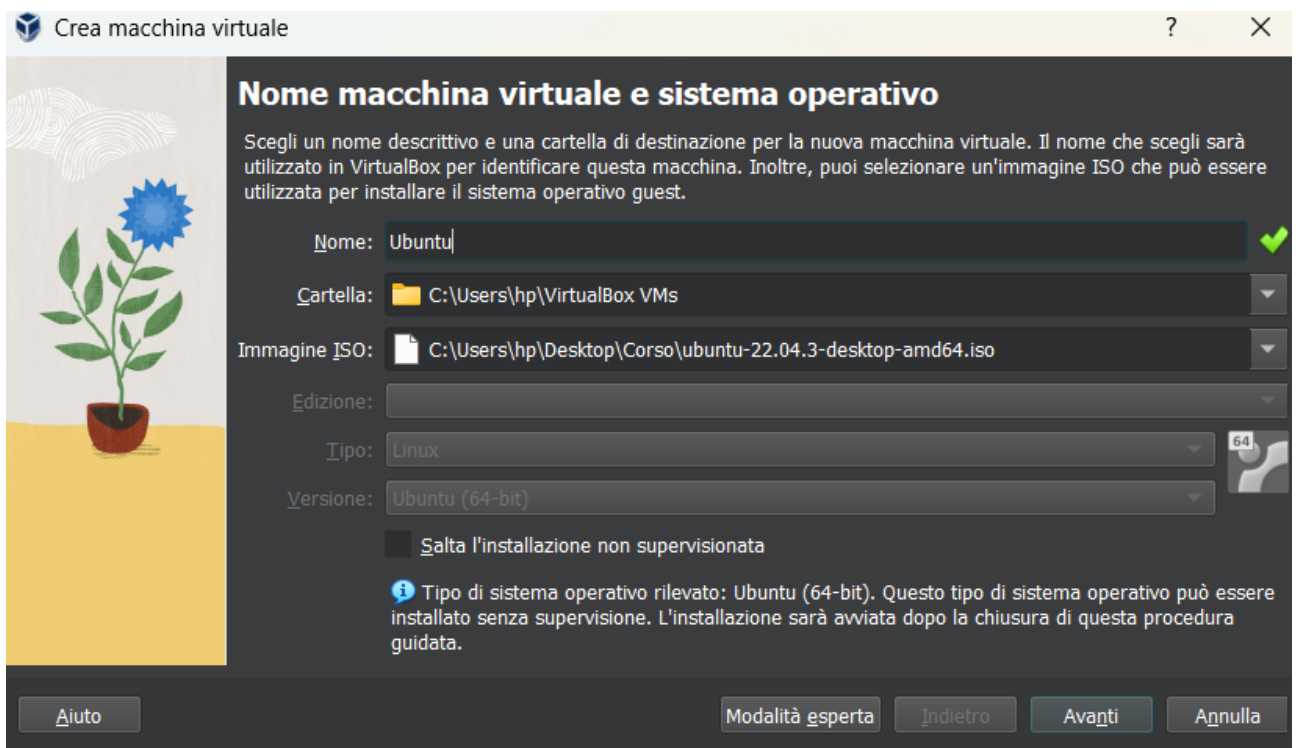 Crea macchina virtuale
?
Nome macchina virtuale e sistema operativo
Scegli un nome descrittivo e una cartella di destinazione per la nuova macchina virtuale. Il nome che scegli sarà
utilizzato in VirtualBox per identificare questa macchina. Inoltre, puoi selezionare un'immagine ISO che può essere
utilizzata per installare il sistema operativo guest.
Nome: Ubuntu
Cartella: C:\Users\hp\VirtualBox VMs
Immagine ISO: C:\Users\hp\Desktop\Corso\ubuntu-22.04.3-desktop-amd64.iso
Edizione:
Tipo: Linux
64
Versione: Ubuntu (64-bit)
Salta l'installazione non supervisionata
Tipo di sistema operativo rilevato: Ubuntu (64-bit). Questo tipo di sistema operativo può essere
installato senza supervisione. L'installazione sarà avviata dopo la chiusura di questa procedura
guidata.
Aiuto Modalità esperta Indietro Avanti Annulla